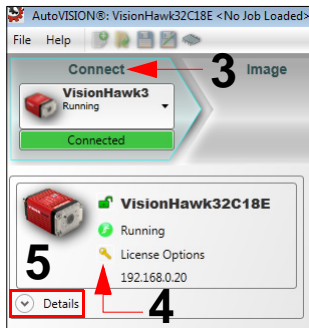 AutoVISION®: VisionHawk32C18E <No Job Loaded>
File Help
Connect
3
Image
VisionHawk3
Running
Connected
VisionHawk32C18E
Running
5
License Options
192.168.0.20
Details
4